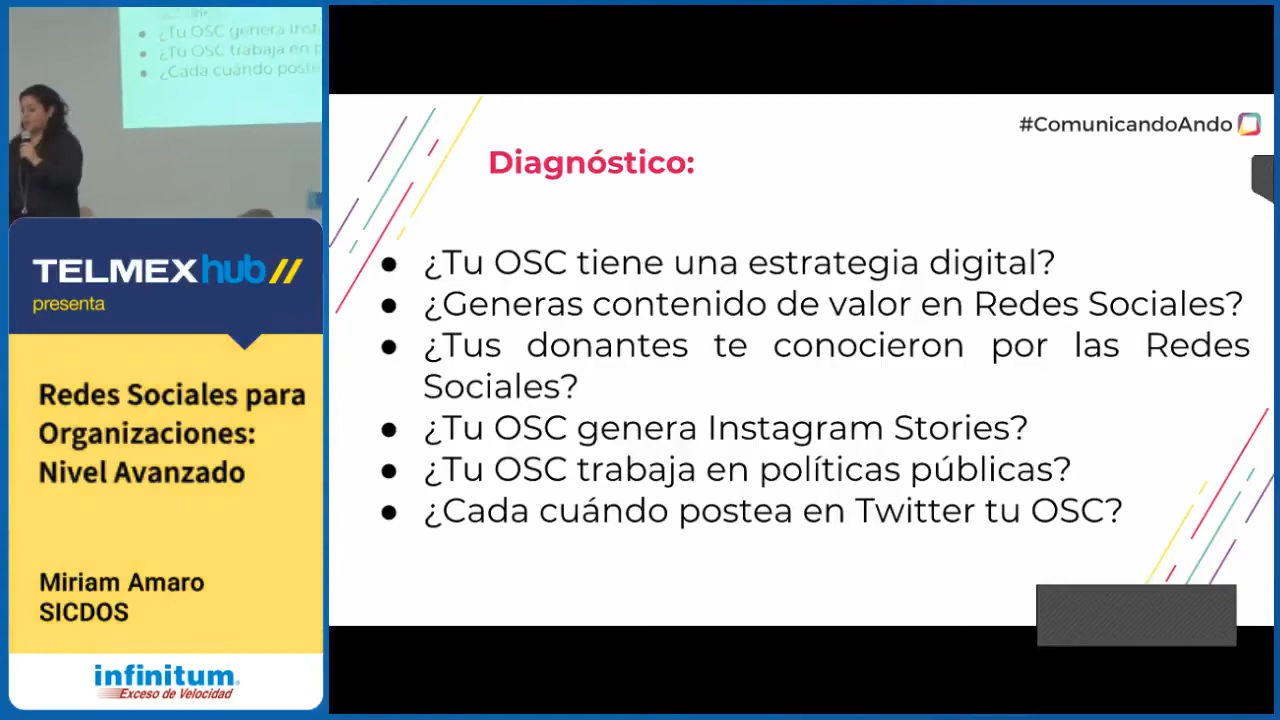 ¿Tu OSC genera Inst
¿Tu OSC trabaja en p
¿Cada cuándo poste
TELMEXhub//
presenta
Redes Sociales para
Organizaciones:
Nivel Avanzado
Miriam Amaro
SICDOS
infinitum
Exceso de Velocidad
#ComunicandoAndo
Diagnóstico:
● ¿Tu OSC tiene una estrategia digital?
● ¿Generas contenido de valor en Redes Sociales?
● ¿Tus donantes te conocieron por las Redes
Sociales?
● ¿Tu OSC genera Instagram Stories?
● ¿Tu OSC trabaja en políticas públicas?
● ¿Cada cuándo postea en Twitter tu OSC?